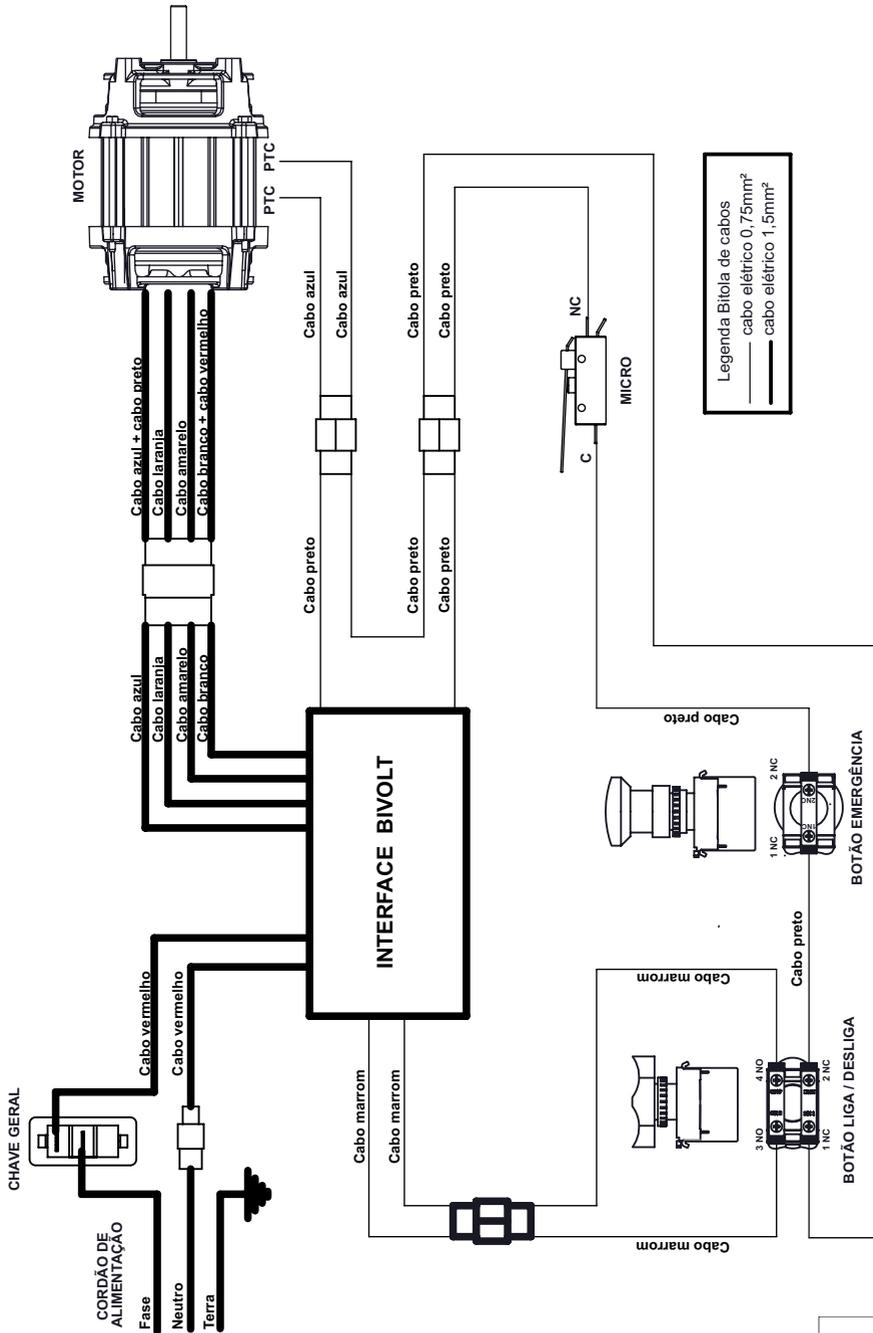 CHAVE GERAL
CORDÃO DE
ALIMENTAÇÃO
Fase
Neutro
Terra
Cabo vermelho
Cabo vermelho
Cabo azul
Cabo laranja
Cabo amarelo
Cabo branco
Cabo azul + cabo preto
Cabo laranja
Cabo amarelo
Cabo branco + cabo vermelho
MOTOR
PTC
PTC
INTERFACE BIVOLT
Cabo preto
Cabo azul
Cabo azul
Cabo preto
Cabo preto
Cabo preto
Cabo preto
Cabo marrom
Cabo marrom
Cabo marrom
Cabo marrom
C
NC
MICRO
Cabo preto
3 NO
4 NO
1 NC
2 NC
BOTÃO LIGA / DESLIGA
Cabo preto
1 NC
2 NC
1NC
2NC
BOTÃO EMERGÊNCIA
Legenda Bitola de cabos
cabo elétrico 0,75mm²
cabo elétrico 1,5mm²